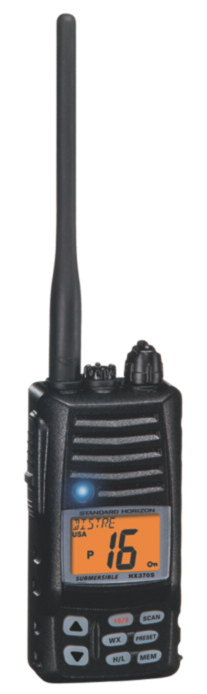 STANDARD HORIZON
USA
P 16
SUBMERSIBLE HX370S
16/9 SCAN
WX PRESET
H/L MEM